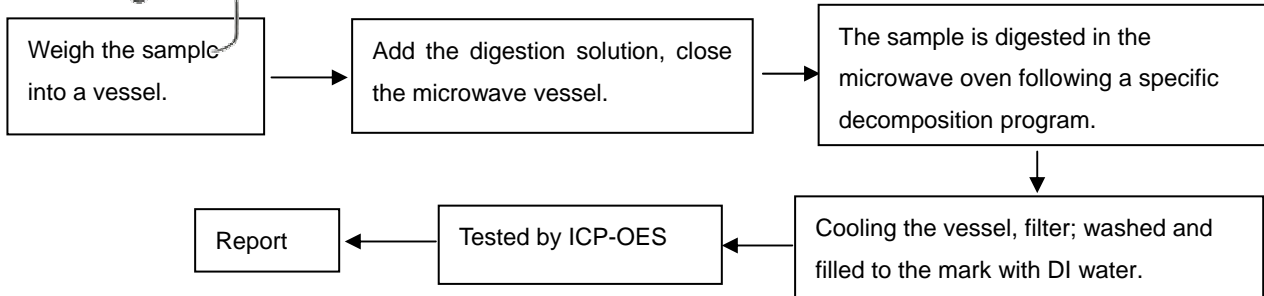 Weigh the sample
into a vessel.
Add the digestion solution, close
the microwave vessel.
The sample is digested in the
microwave oven following a specific
decomposition program.
Cooling the vessel, filter; washed and
filled to the mark with DI water.
Tested by ICP-OES
Report